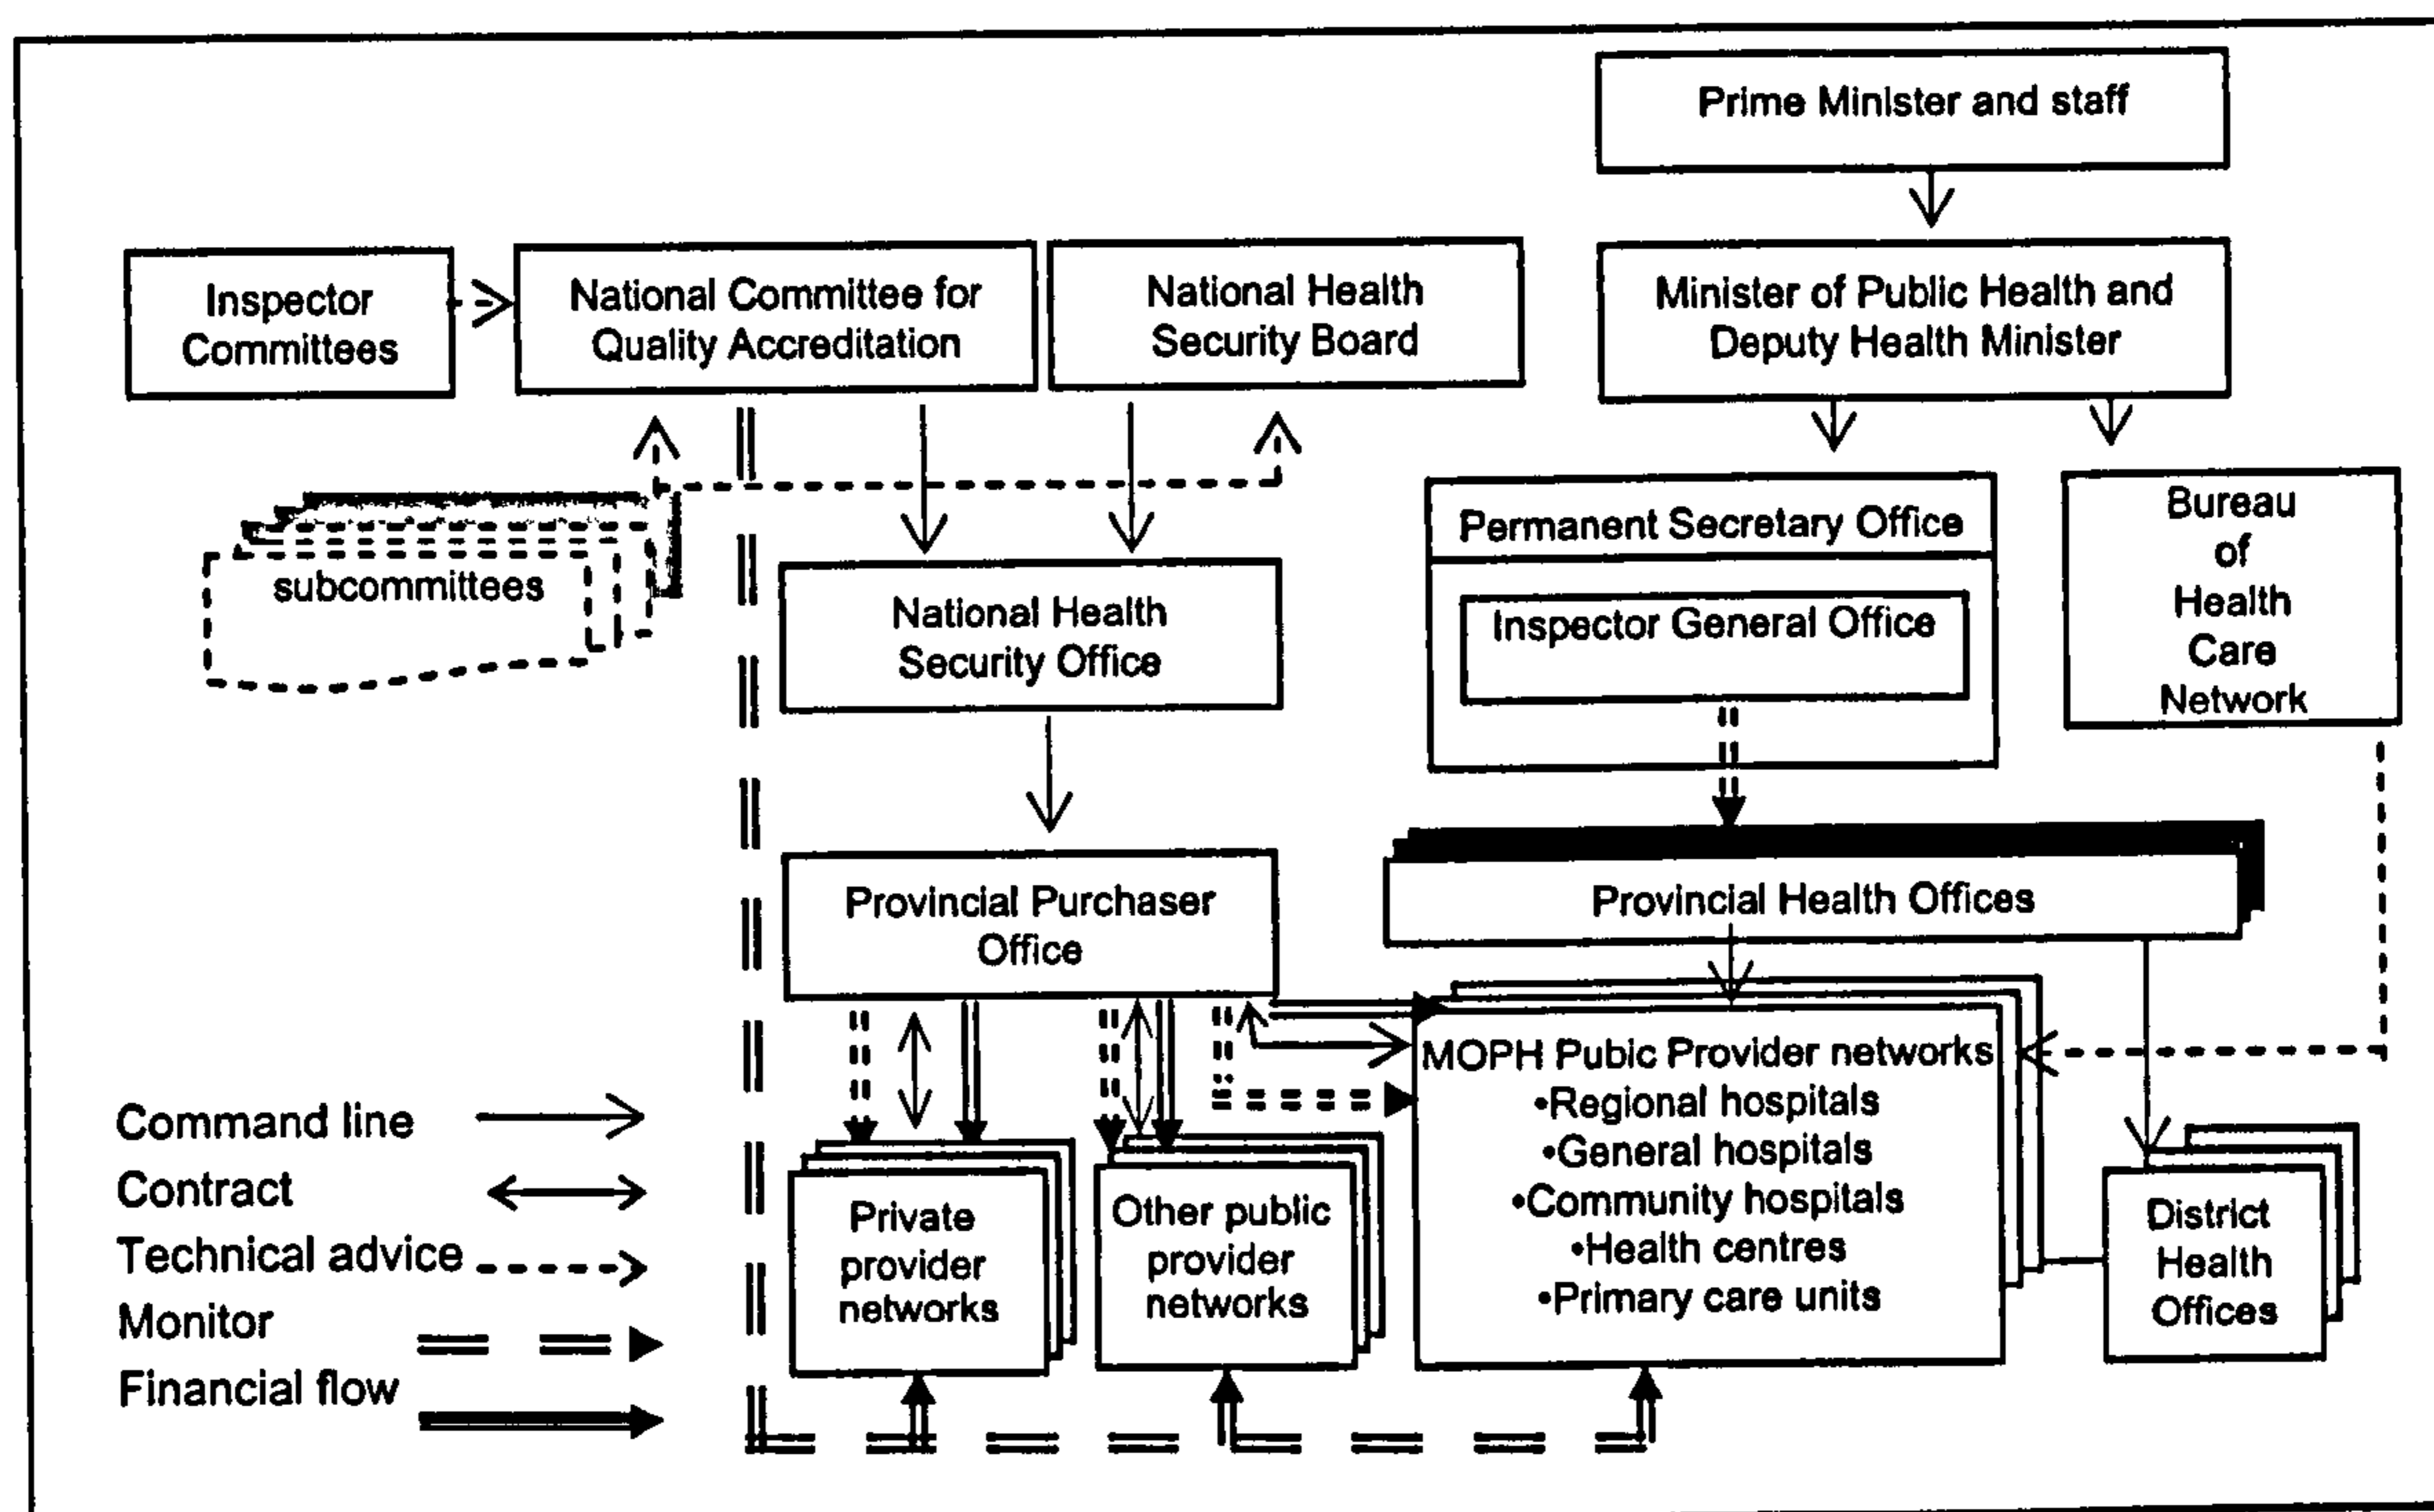 Prime Minister and staff
Inspector
Committees
National Committee for
Quality Accreditation
National Health
Security Board
Minister of Public Health and
Deputy Health Minister
subcommittees
National Health
Security Office
Permanent Secretary Office
Inspector General Office
Bureau
of
Health
Care
Network
Provincial Purchaser
Office
Provincial Health Offices
Private
provider
networks
Other public
provider
networks
MOPH Pubic Provider networks
•Regional hospitals
•General hospitals
•Community hospitals
•Health centres
•Primary care units
District
Health
Offices
Command line
Contract
Technical advice
Monitor
Financial flow